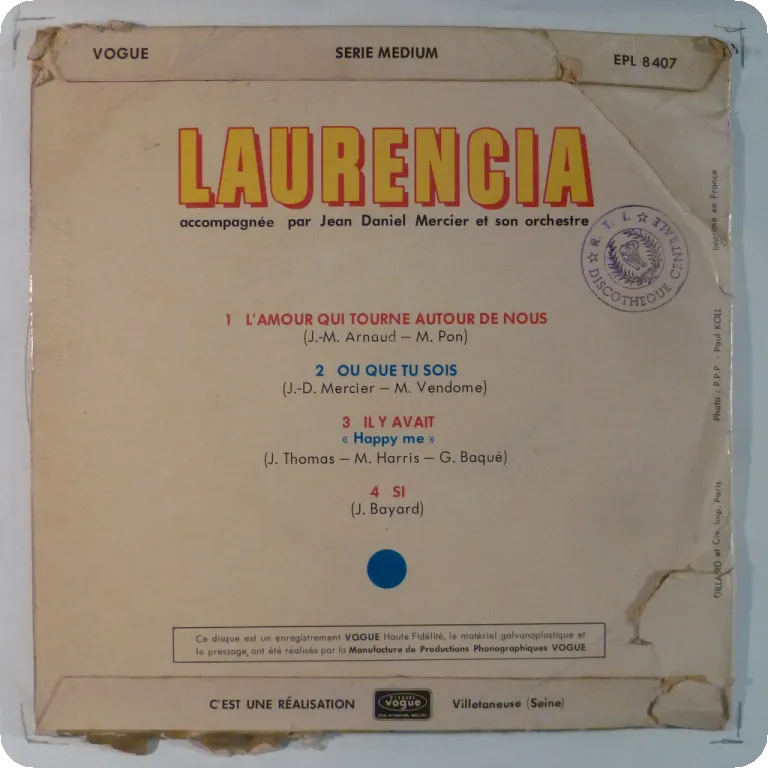 VOGUE SERIE MEDIUM EPL 8407
LAURENCIA
accompagnée par Jean Daniel Mercier et son orchestre
☆ R. T. L. ☆ DISCOTHEQUE CENTRALE
1 L'AMOUR QUI TOURNE AUTOUR DE NOUS
(J.-M. Arnaud – M. Pon)
2 OU QUE TU SOIS
(J.-D. Mercier – M. Vendome)
3 IL Y AVAIT
« Happy me »
(J. Thomas – M. Harris – G. Baqué)
4 SI
(J. Bayard)
Imprimé en France
Photo : P.P.P. - Paul KOLL
DILLARD et Cie. Imp. Paris
Ce disque est un enregistrement VOGUE Haute Fidélité, le matériel galvanoplastique et
le pressage, ont été réalisés par la Manufacture de Productions Phonographiques VOGUE
C'EST UNE RÉALISATION
DISQUES
vogue
Villetaneuse (Seine)